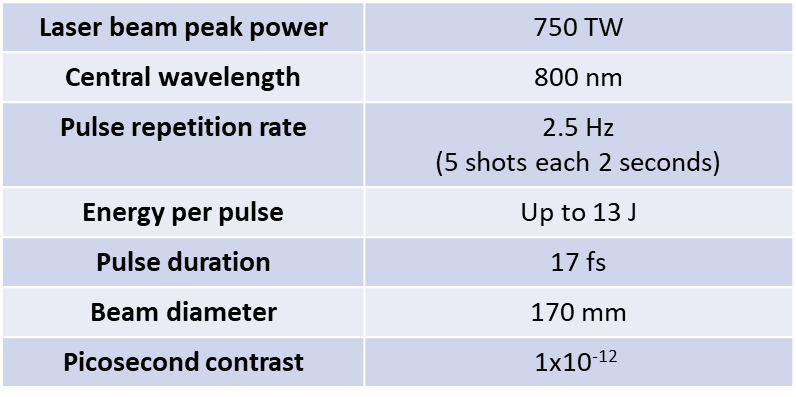 Laser beam peak power 750 TW
Central wavelength 800 nm
Pulse repetition rate 2.5 Hz
(5 shots each 2 seconds)
Energy per pulse Up to 13 J
Pulse duration 17 fs
Beam diameter 170 mm
Picosecond contrast 1x10⁻¹²